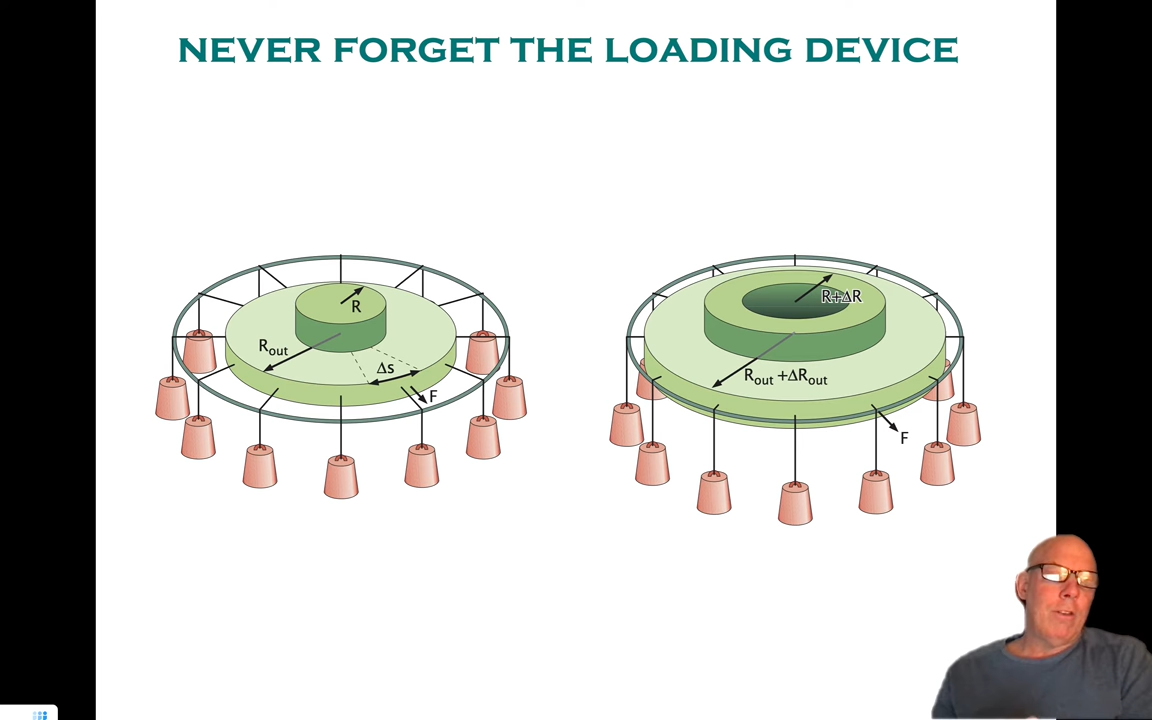 NEVER FORGET THE LOADING DEVICE
R
R+ΔR
Rout
Δs
F
Rout +ΔRout
F